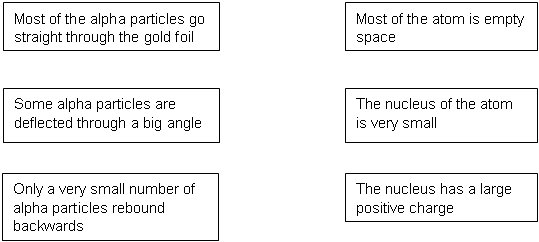 Most of the alpha particles go
straight through the gold foil
Most of the atom is empty
space
Some alpha particles are
deflected through a big angle
The nucleus of the atom
is very small
Only a very small number of
alpha particles rebound
backwards
The nucleus has a large
positive charge